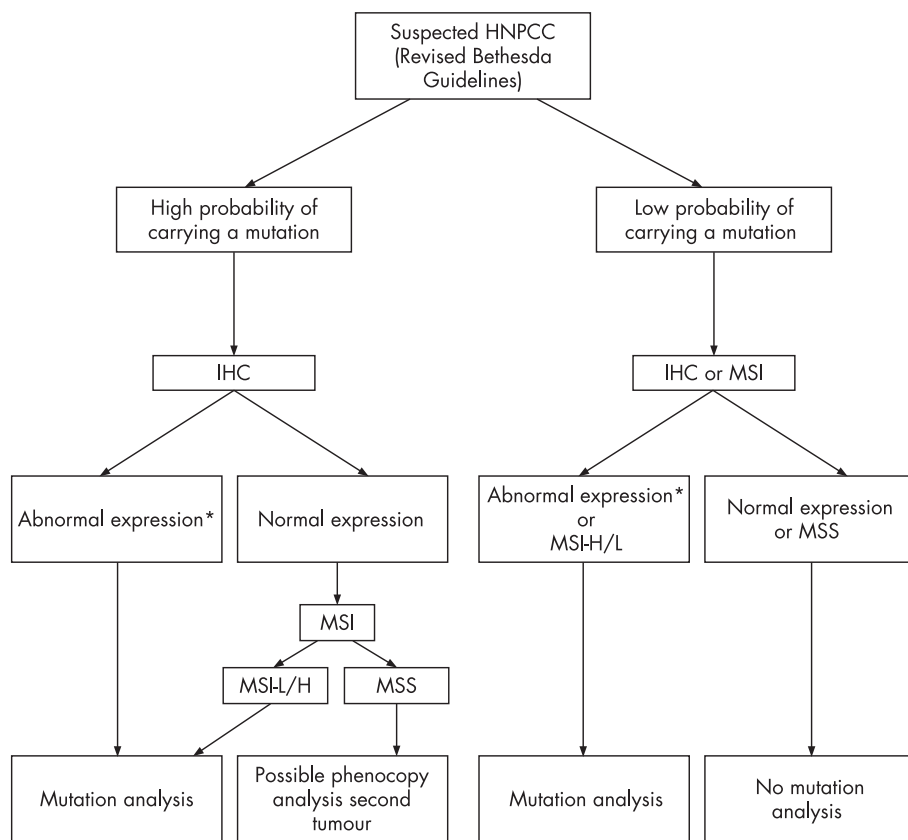 Suspected HNPCC
(Revised Bethesda
Guidelines)
High probability of
carrying a mutation
Low probability of
carrying a mutation
IHC
IHC or MSI
Abnormal expression*
Normal expression
Abnormal expression*
or
MSI-H/L
Normal expression
or MSS
MSI
MSI-L/H
MSS
Mutation analysis
Possible phenocopy
analysis second
tumour
Mutation analysis
No mutation
analysis